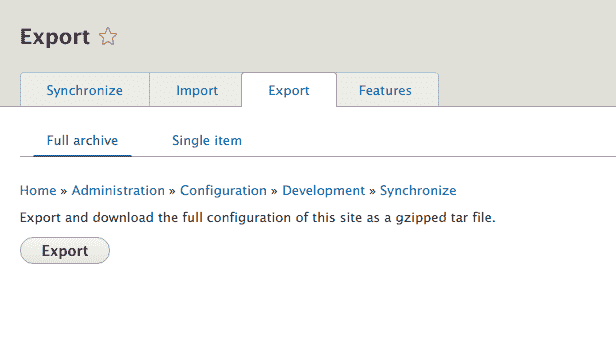 Export
Synchronize Import Export Features
Full archive Single item
Home » Administration » Configuration » Development » Synchronize
Export and download the full configuration of this site as a gzipped tar file.
Export